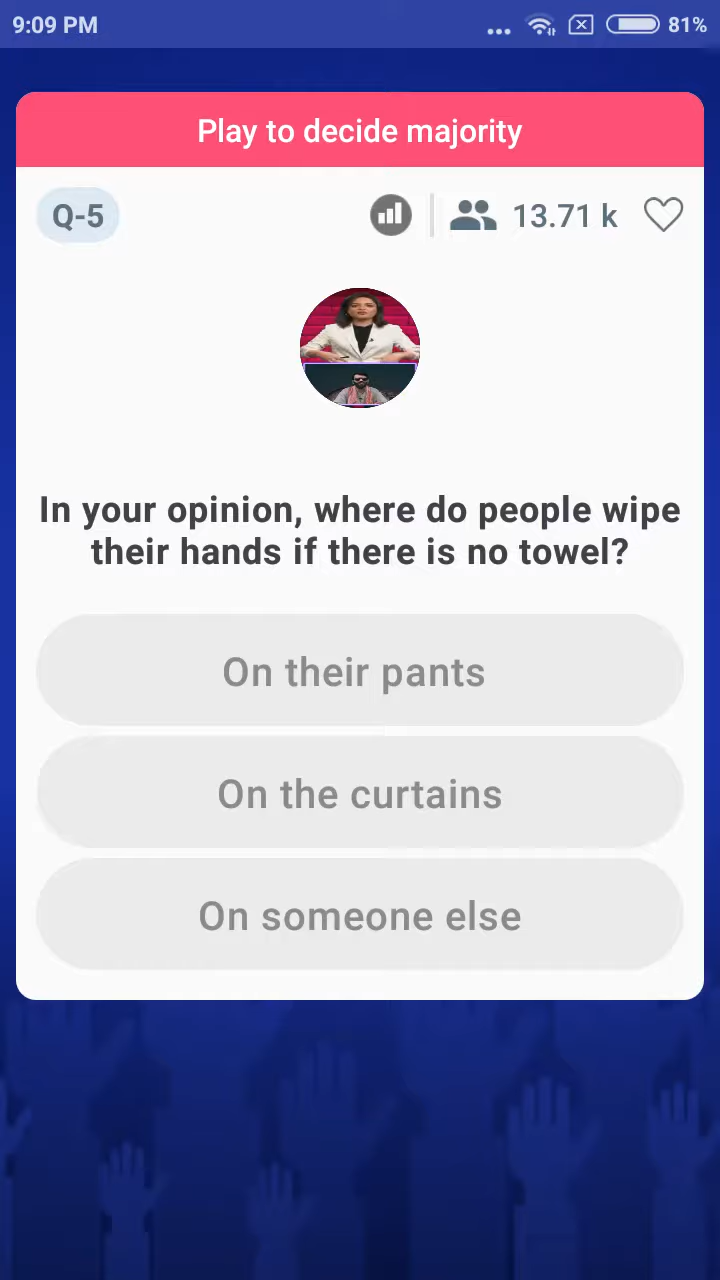 9:09 PM
81%
Play to decide majority
Q-5
13.71 k
In your opinion, where do people wipe
their hands if there is no towel?
On their pants
On the curtains
On someone else